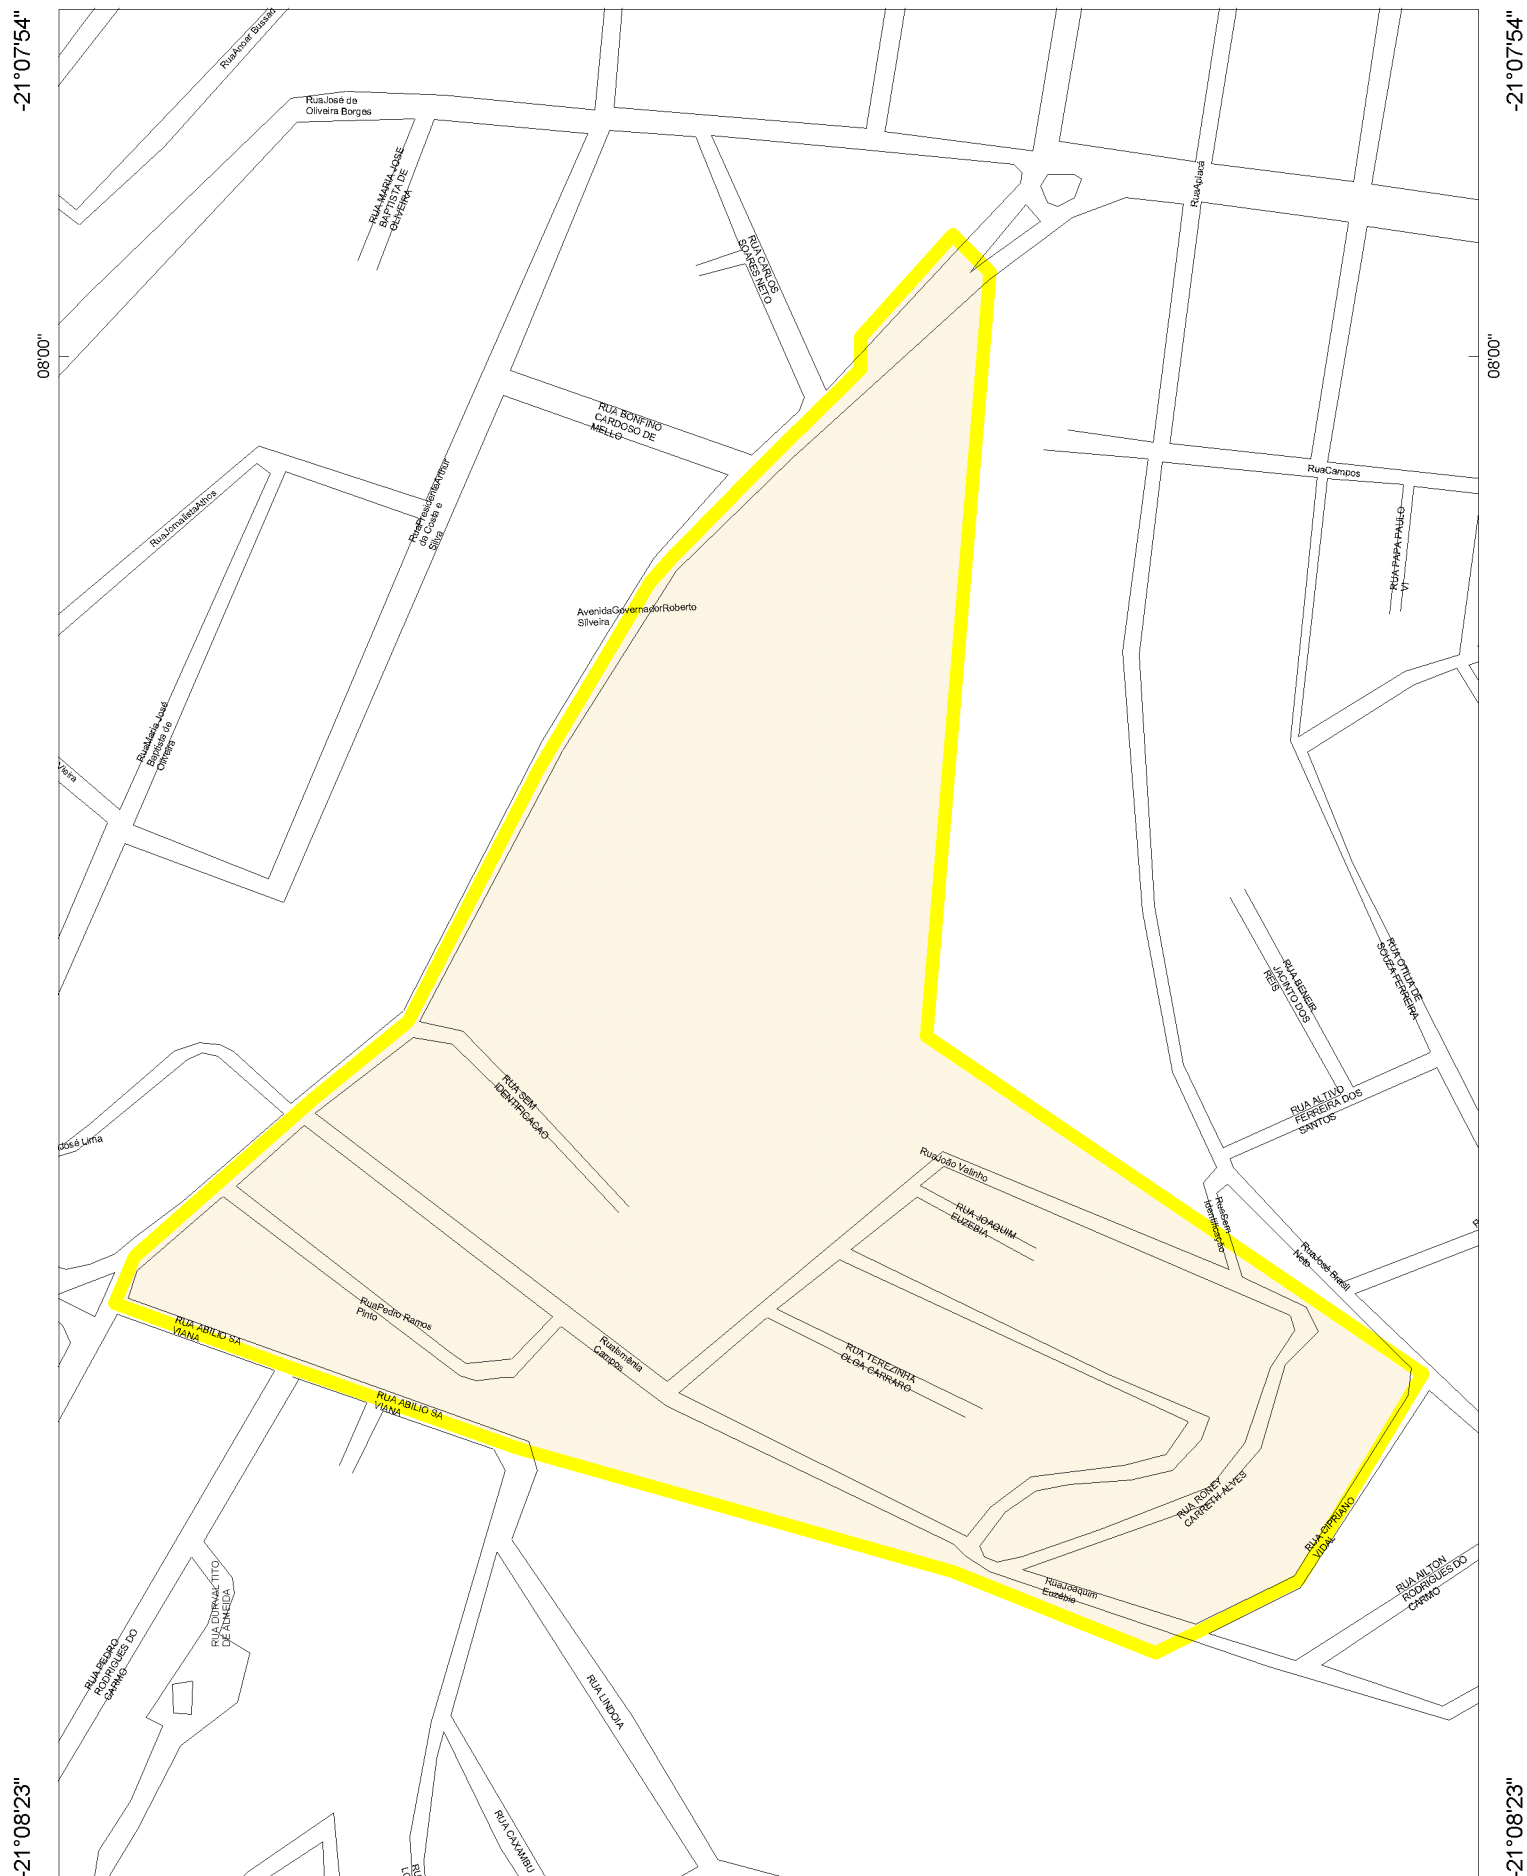 -21°07'54"
-21°07'54"
RuaAnoar Bussad
RuaJosé de
Oliveira Borges
RUA MARIA JOSE
BAPTISTA DE
OLIVEIRA
RuaApiacá
RUA CARLOS
SOARES NETO
08'00"
08'00"
RUA BONFINO
CARDOSO DE
MELLO
RuaCampos
RuaJornalistaAthos
RuaPresidenteArthur
da Costa e
Silva
RUA PAPA PAULO
VI
AvenidaGovernadorRoberto
Silveira
RuaMaria José
Baptista de
Oliveira
Vieira
RUA OTILIA DE
SOUZA FERREIRA
RUA BENEIR
JACINTO DOS
REIS
RUA SEM
IDENTIFICACAO
RUA ALTIVO
FERREIRA DOS
SANTOS
José Lima
RuaJoão Valinho
RUA JOAQUIM
EUZEBIA
RuaSem
Identificação
RuaJosé Brasil
Neto
RuaPedro Ramos
Pinto
RUA ABILIO SA
VIANA
RuaIsmênia
Campos
RUA TEREZINHA
OLGA CARRARO
RUA ABILIO SA
VIANA
RUA RONEY
CARRETH ALVES
RUA CIPRIANO
VIDAL
RUA AILTON
RODRIGUES DO
CARMO
RuaJoaquim
Euzébio
RUA DURVAL TITO
DE ALMEIDA
RUA PEDRO
RODRIGUES DO
CARMO
RUA LINDOIA
RUA CAXAMBU
-21°08'23"
-21°08'23"